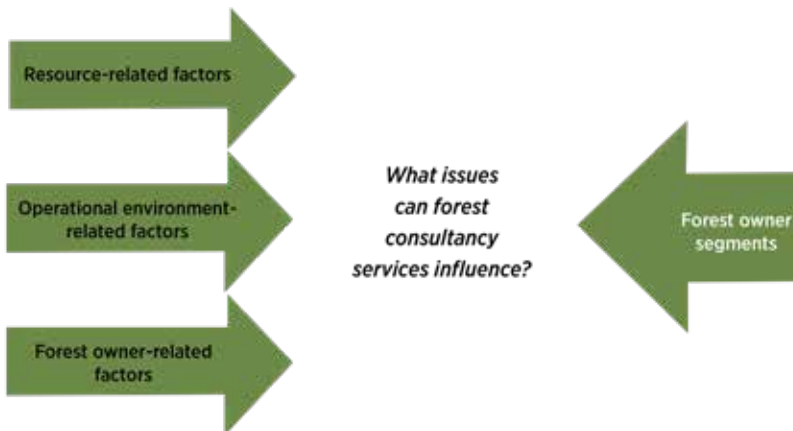 Resource-related factors
Operational environment-
related factors
Forest owner-related
factors
What issues
can forest
consultancy
services influence?
Forest owner
segments